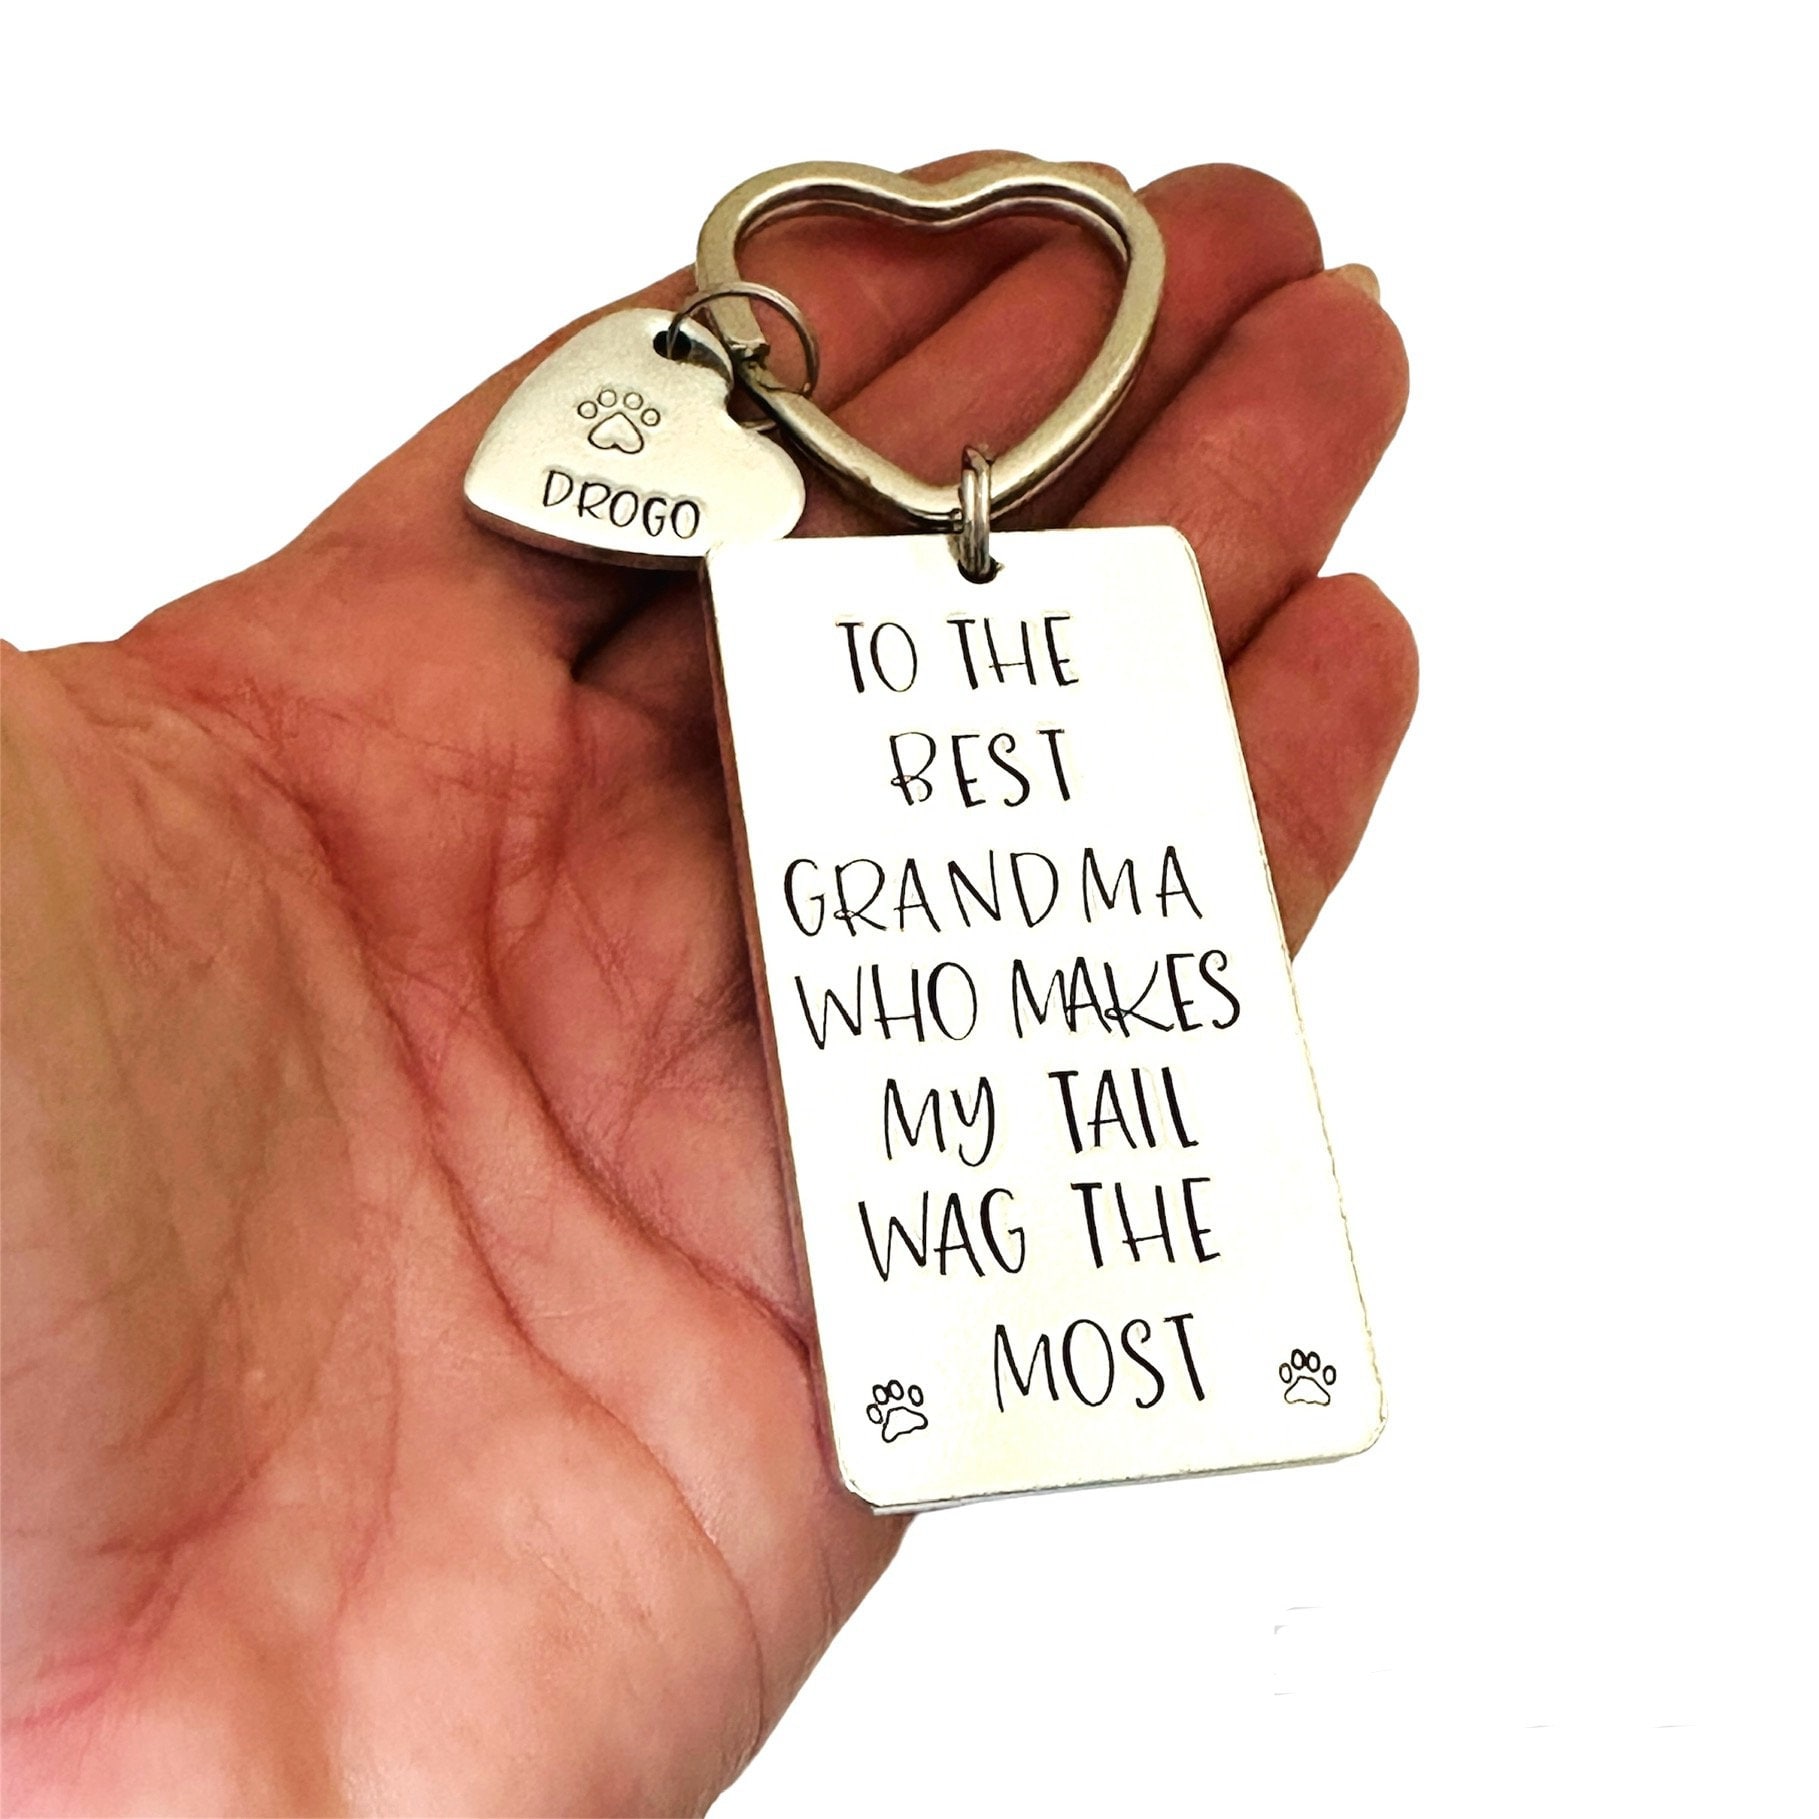 DROGO
TO THE
BEST
GRANDMA
WHO MAKES
MY TAIL
WAG THE
MOST